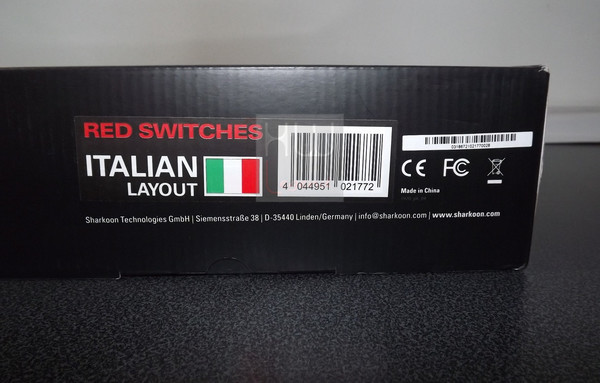 RED SWITCHES
ITALIAN
LAYOUT
4 044951 021772
CE FC
Made in China
Sharkoon Technologies GmbH | Siemensstraße 38 | D-35440 Linden/Germany | info@sharkoon.com | www.sharkoon.com